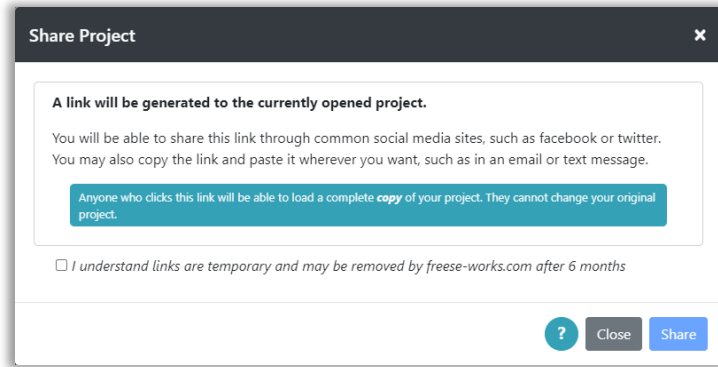 Share Project
×
A link will be generated to the currently opened project.
You will be able to share this link through common social media sites, such as facebook or twitter.
You may also copy the link and paste it wherever you want, such as in an email or text message.
Anyone who clicks this link will be able to load a complete copy of your project. They cannot change your original
project.
I understand links are temporary and may be removed by freese-works.com after 6 months
? Close Share